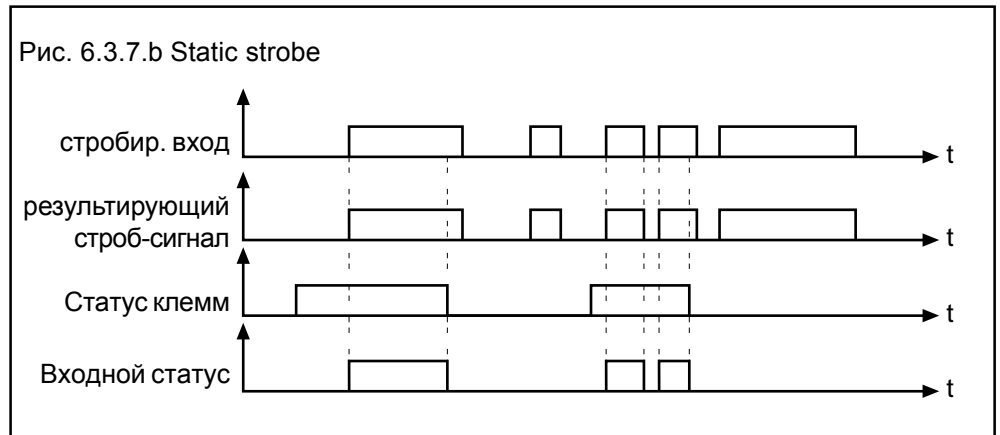 Рис. 6.3.7.b Static strobe
стробир. вход
t
результирующий
строб-сигнал
t
Статус клемм
t
Входной статус
t